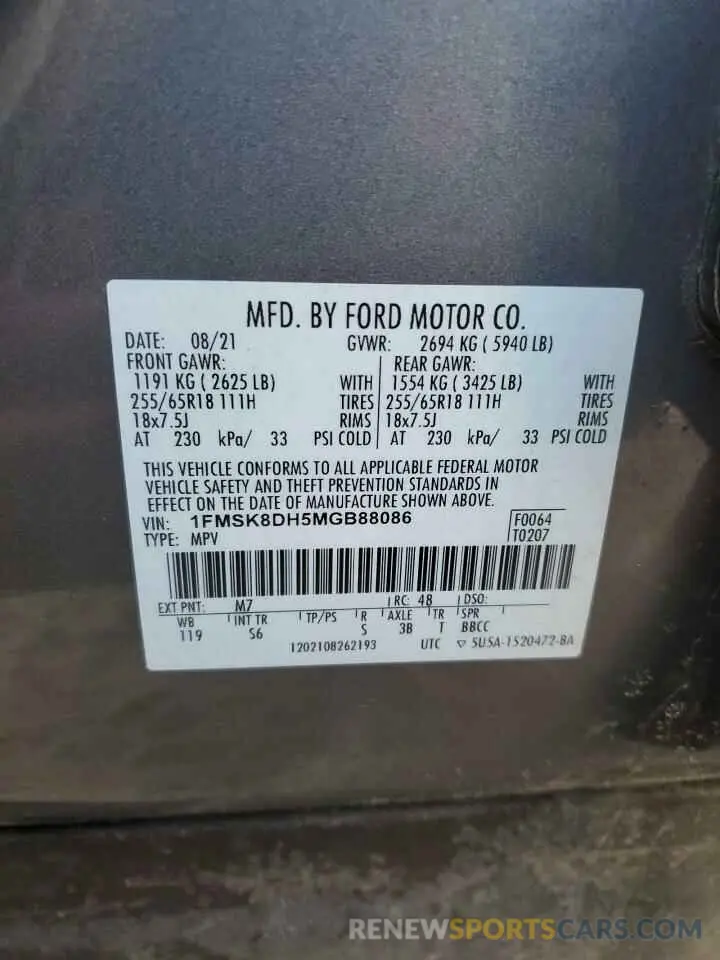 MFD. BY FORD MOTOR CO.
DATE: 08/21 GVWR: 2694 KG ( 5940 LB)
FRONT GAWR: REAR GAWR:
1191 KG ( 2625 LB) WITH 1554 KG ( 3425 LB) WITH
255/65R18 111H TIRES 255/65R18 111H TIRES
18x7.5J RIMS 18x7.5J RIMS
AT 230 kPa/ 33 PSI COLD AT 230 kPa/ 33 PSI COLD
THIS VEHICLE CONFORMS TO ALL APPLICABLE FEDERAL MOTOR
VEHICLE SAFETY AND THEFT PREVENTION STANDARDS IN
EFFECT ON THE DATE OF MANUFACTURE SHOWN ABOVE.
VIN: 1FMSK8DH5MGB88086 F0064
TYPE: MPV T0207
EXT PNT: M7 RC: 48 DSO:
WB INT TR TP/PS R AXLE TR SPR
119 S6 S 3B T BBCC
1202108262193 UTC ▽ 5USA-1520472-BA
RENEWSPORTSCARS.COM